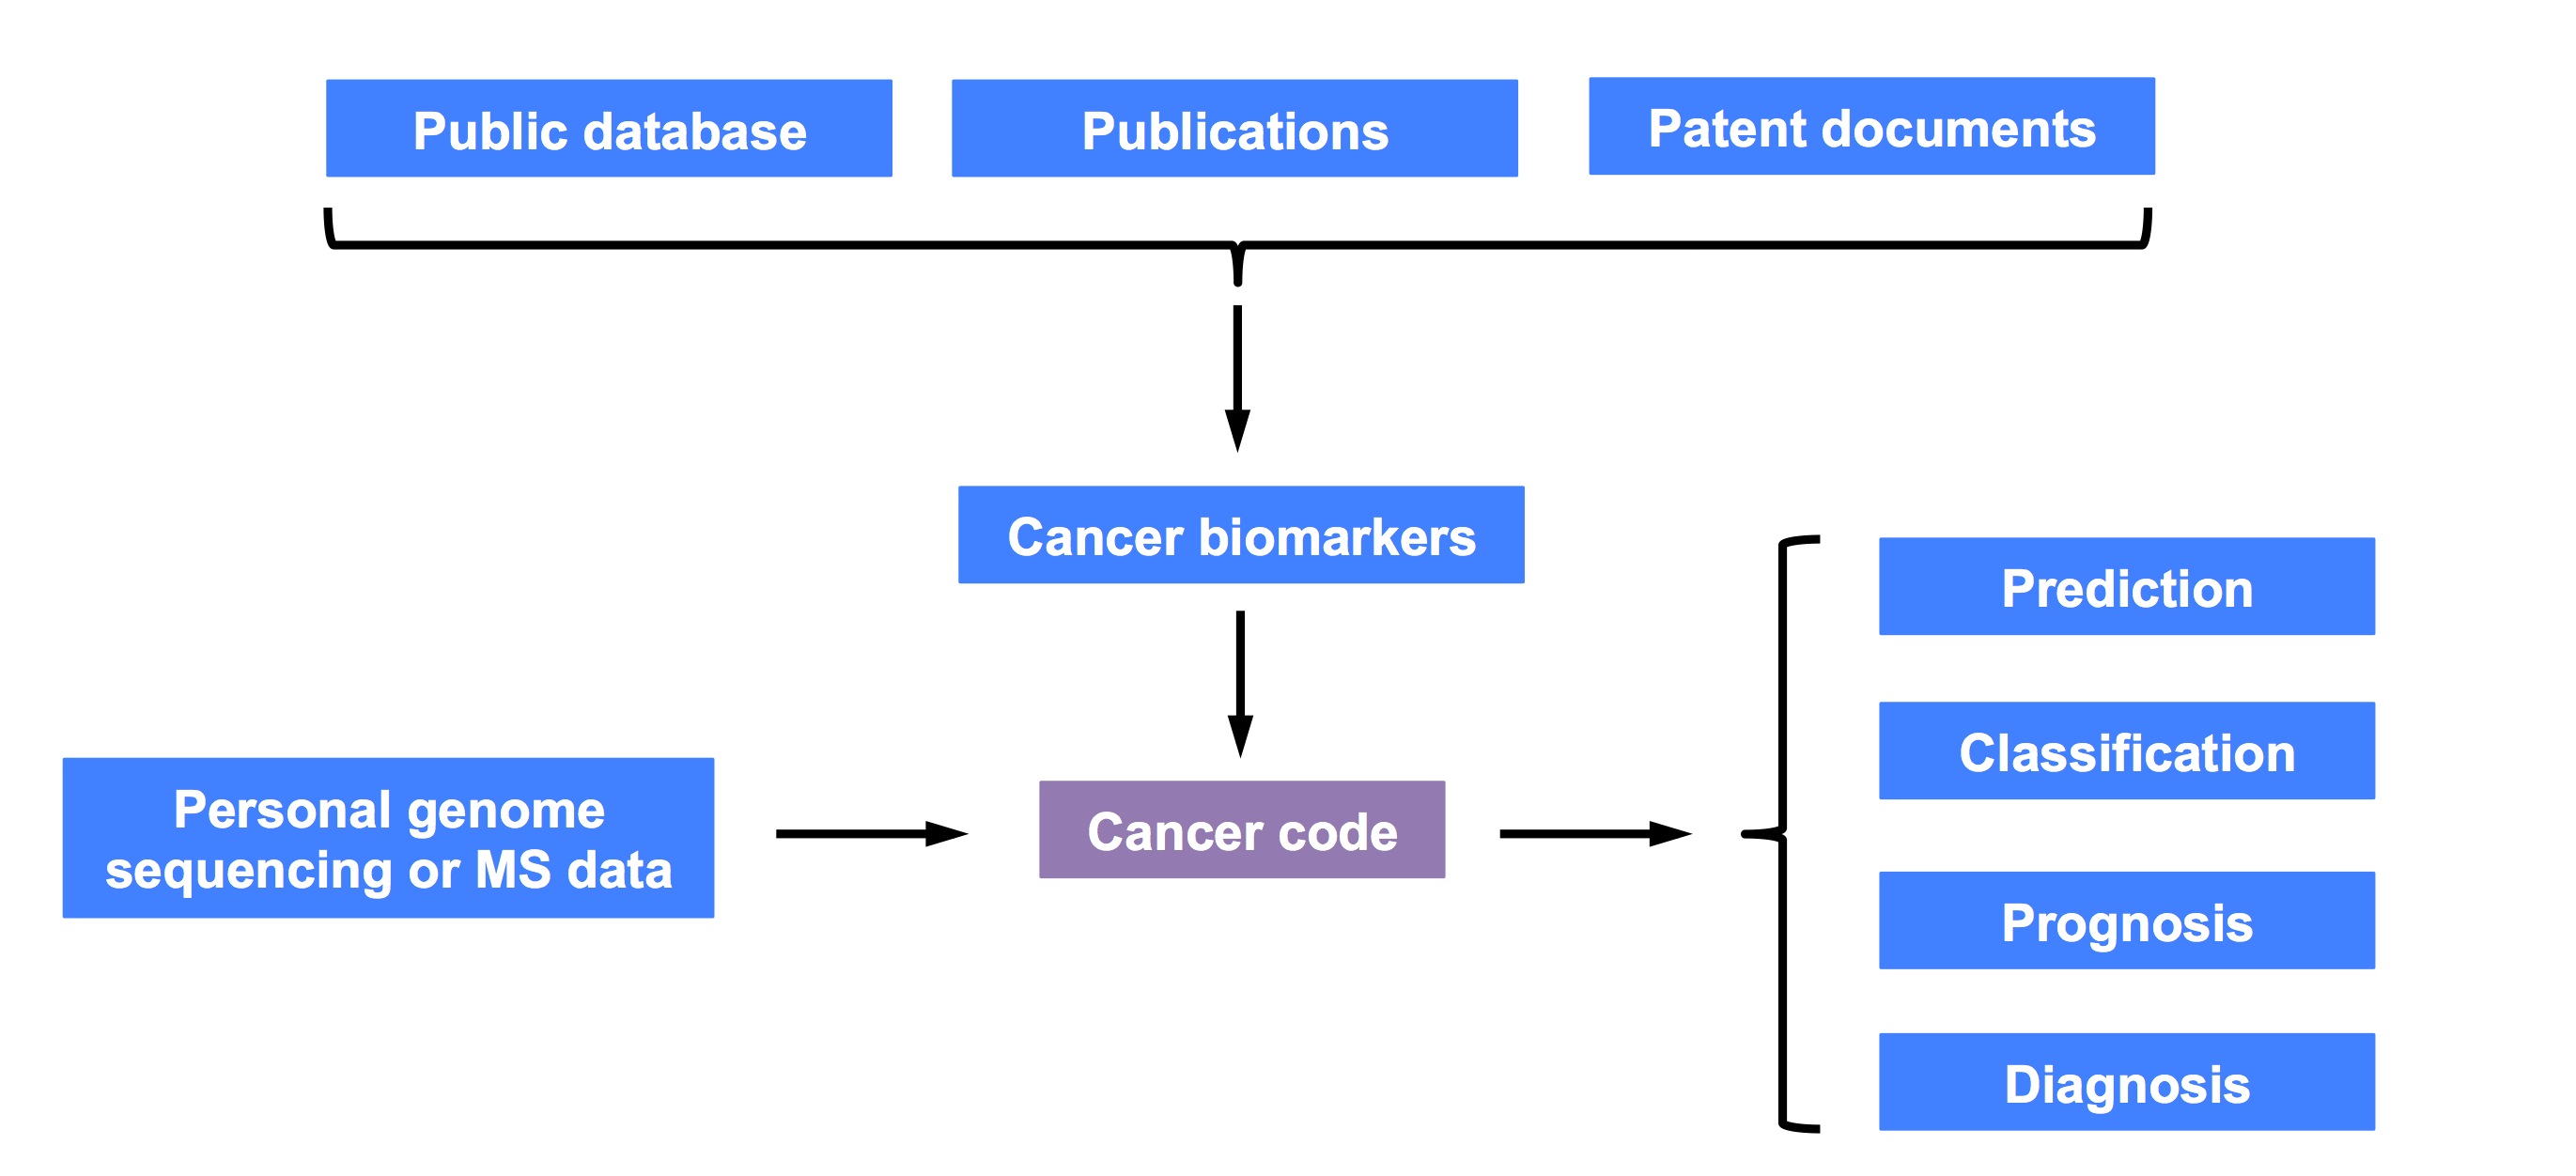 Public database
Publications
Patent documents
Cancer biomarkers
Prediction
Classification
Personal genome
sequencing or MS data
Cancer code
Prognosis
Diagnosis